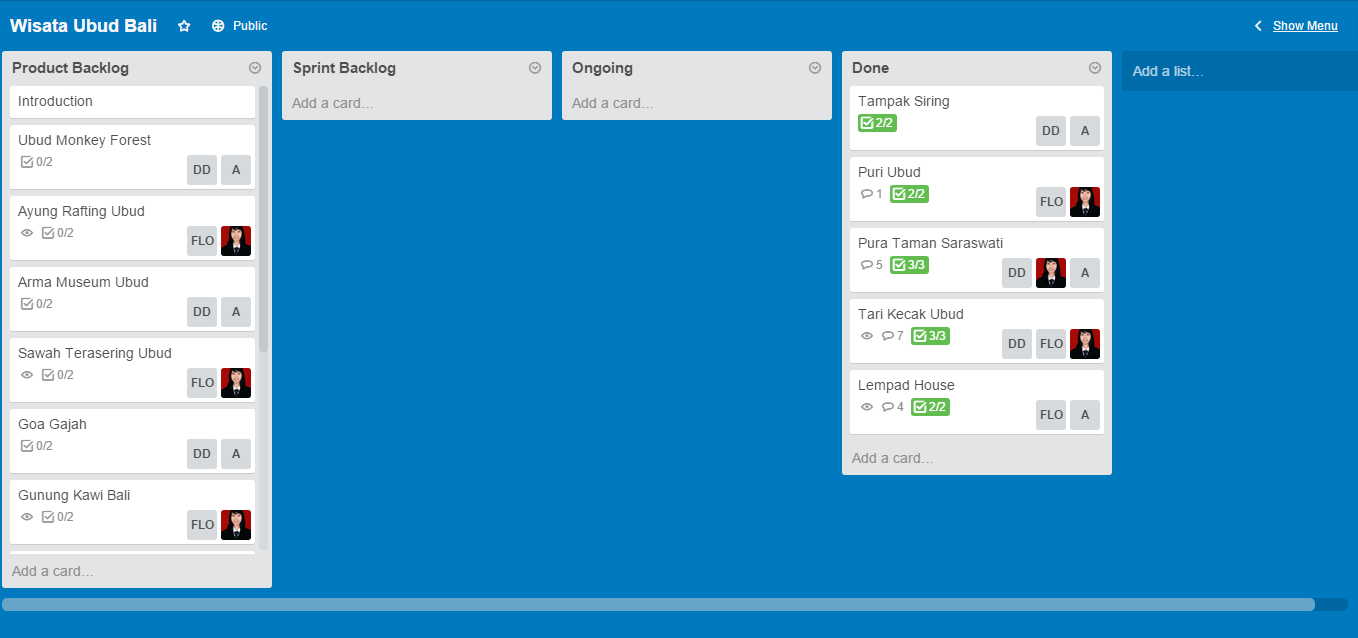 Wisata Ubud Bali
Public
Show Menu
Product Backlog
Introduction
Ubud Monkey Forest
0/2
DD A
Ayung Rafting Ubud
0/2
FLO
Arma Museum Ubud
0/2
DD A
Sawah Terasering Ubud
0/2
FLO
Goa Gajah
0/2
DD A
Gunung Kawi Bali
0/2
FLO
Add a card…
Sprint Backlog
Add a card…
Ongoing
Add a card…
Done
Tampak Siring
2/2
DD A
Puri Ubud
1 2/2
FLO
Pura Taman Saraswati
5 3/3
DD A
Tari Kecak Ubud
7 3/3
DD FLO
Lempad House
4 2/2
FLO A
Add a card…
Add a list…